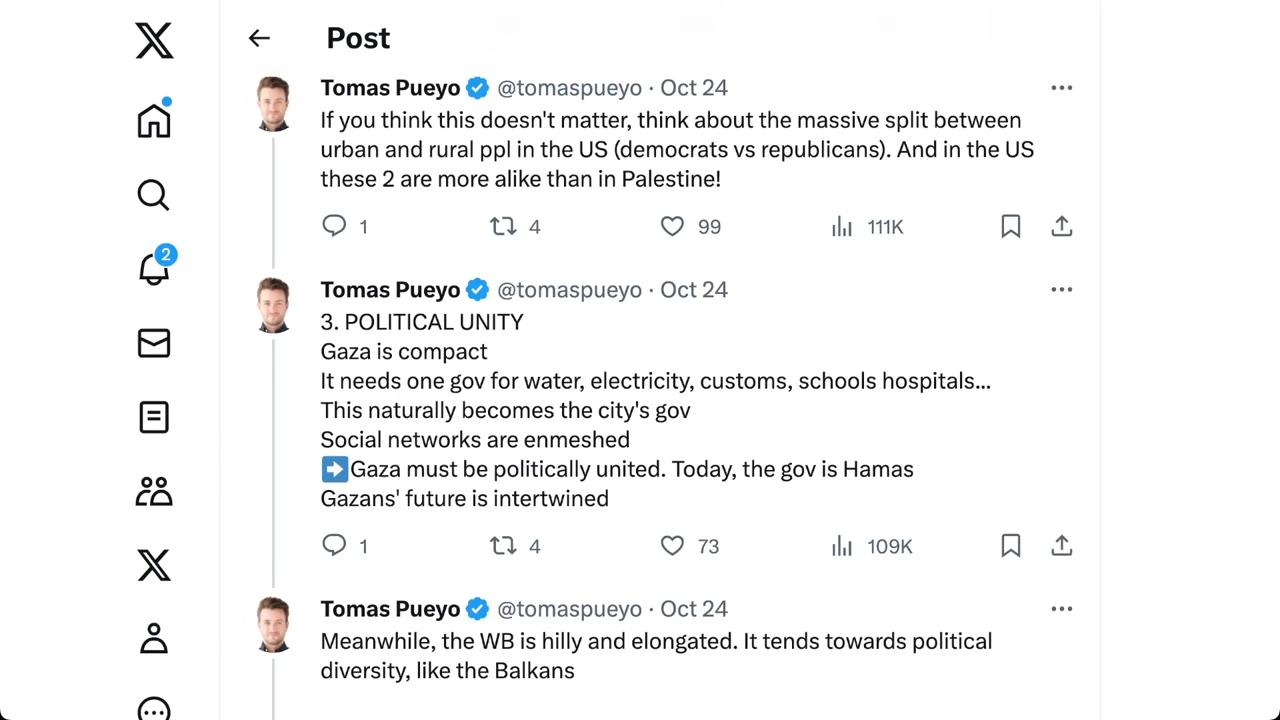 Post
Tomas Pueyo @tomaspueyo · Oct 24
If you think this doesn't matter, think about the massive split between
urban and rural ppl in the US (democrats vs republicans). And in the US
these 2 are more alike than in Palestine!
1 4 99 111K
2
Tomas Pueyo @tomaspueyo · Oct 24
3. POLITICAL UNITY
Gaza is compact
It needs one gov for water, electricity, customs, schools hospitals...
This naturally becomes the city's gov
Social networks are enmeshed
➡️Gaza must be politically united. Today, the gov is Hamas
Gazans' future is intertwined
1 4 73 109K
Tomas Pueyo @tomaspueyo · Oct 24
Meanwhile, the WB is hilly and elongated. It tends towards political
diversity, like the Balkans